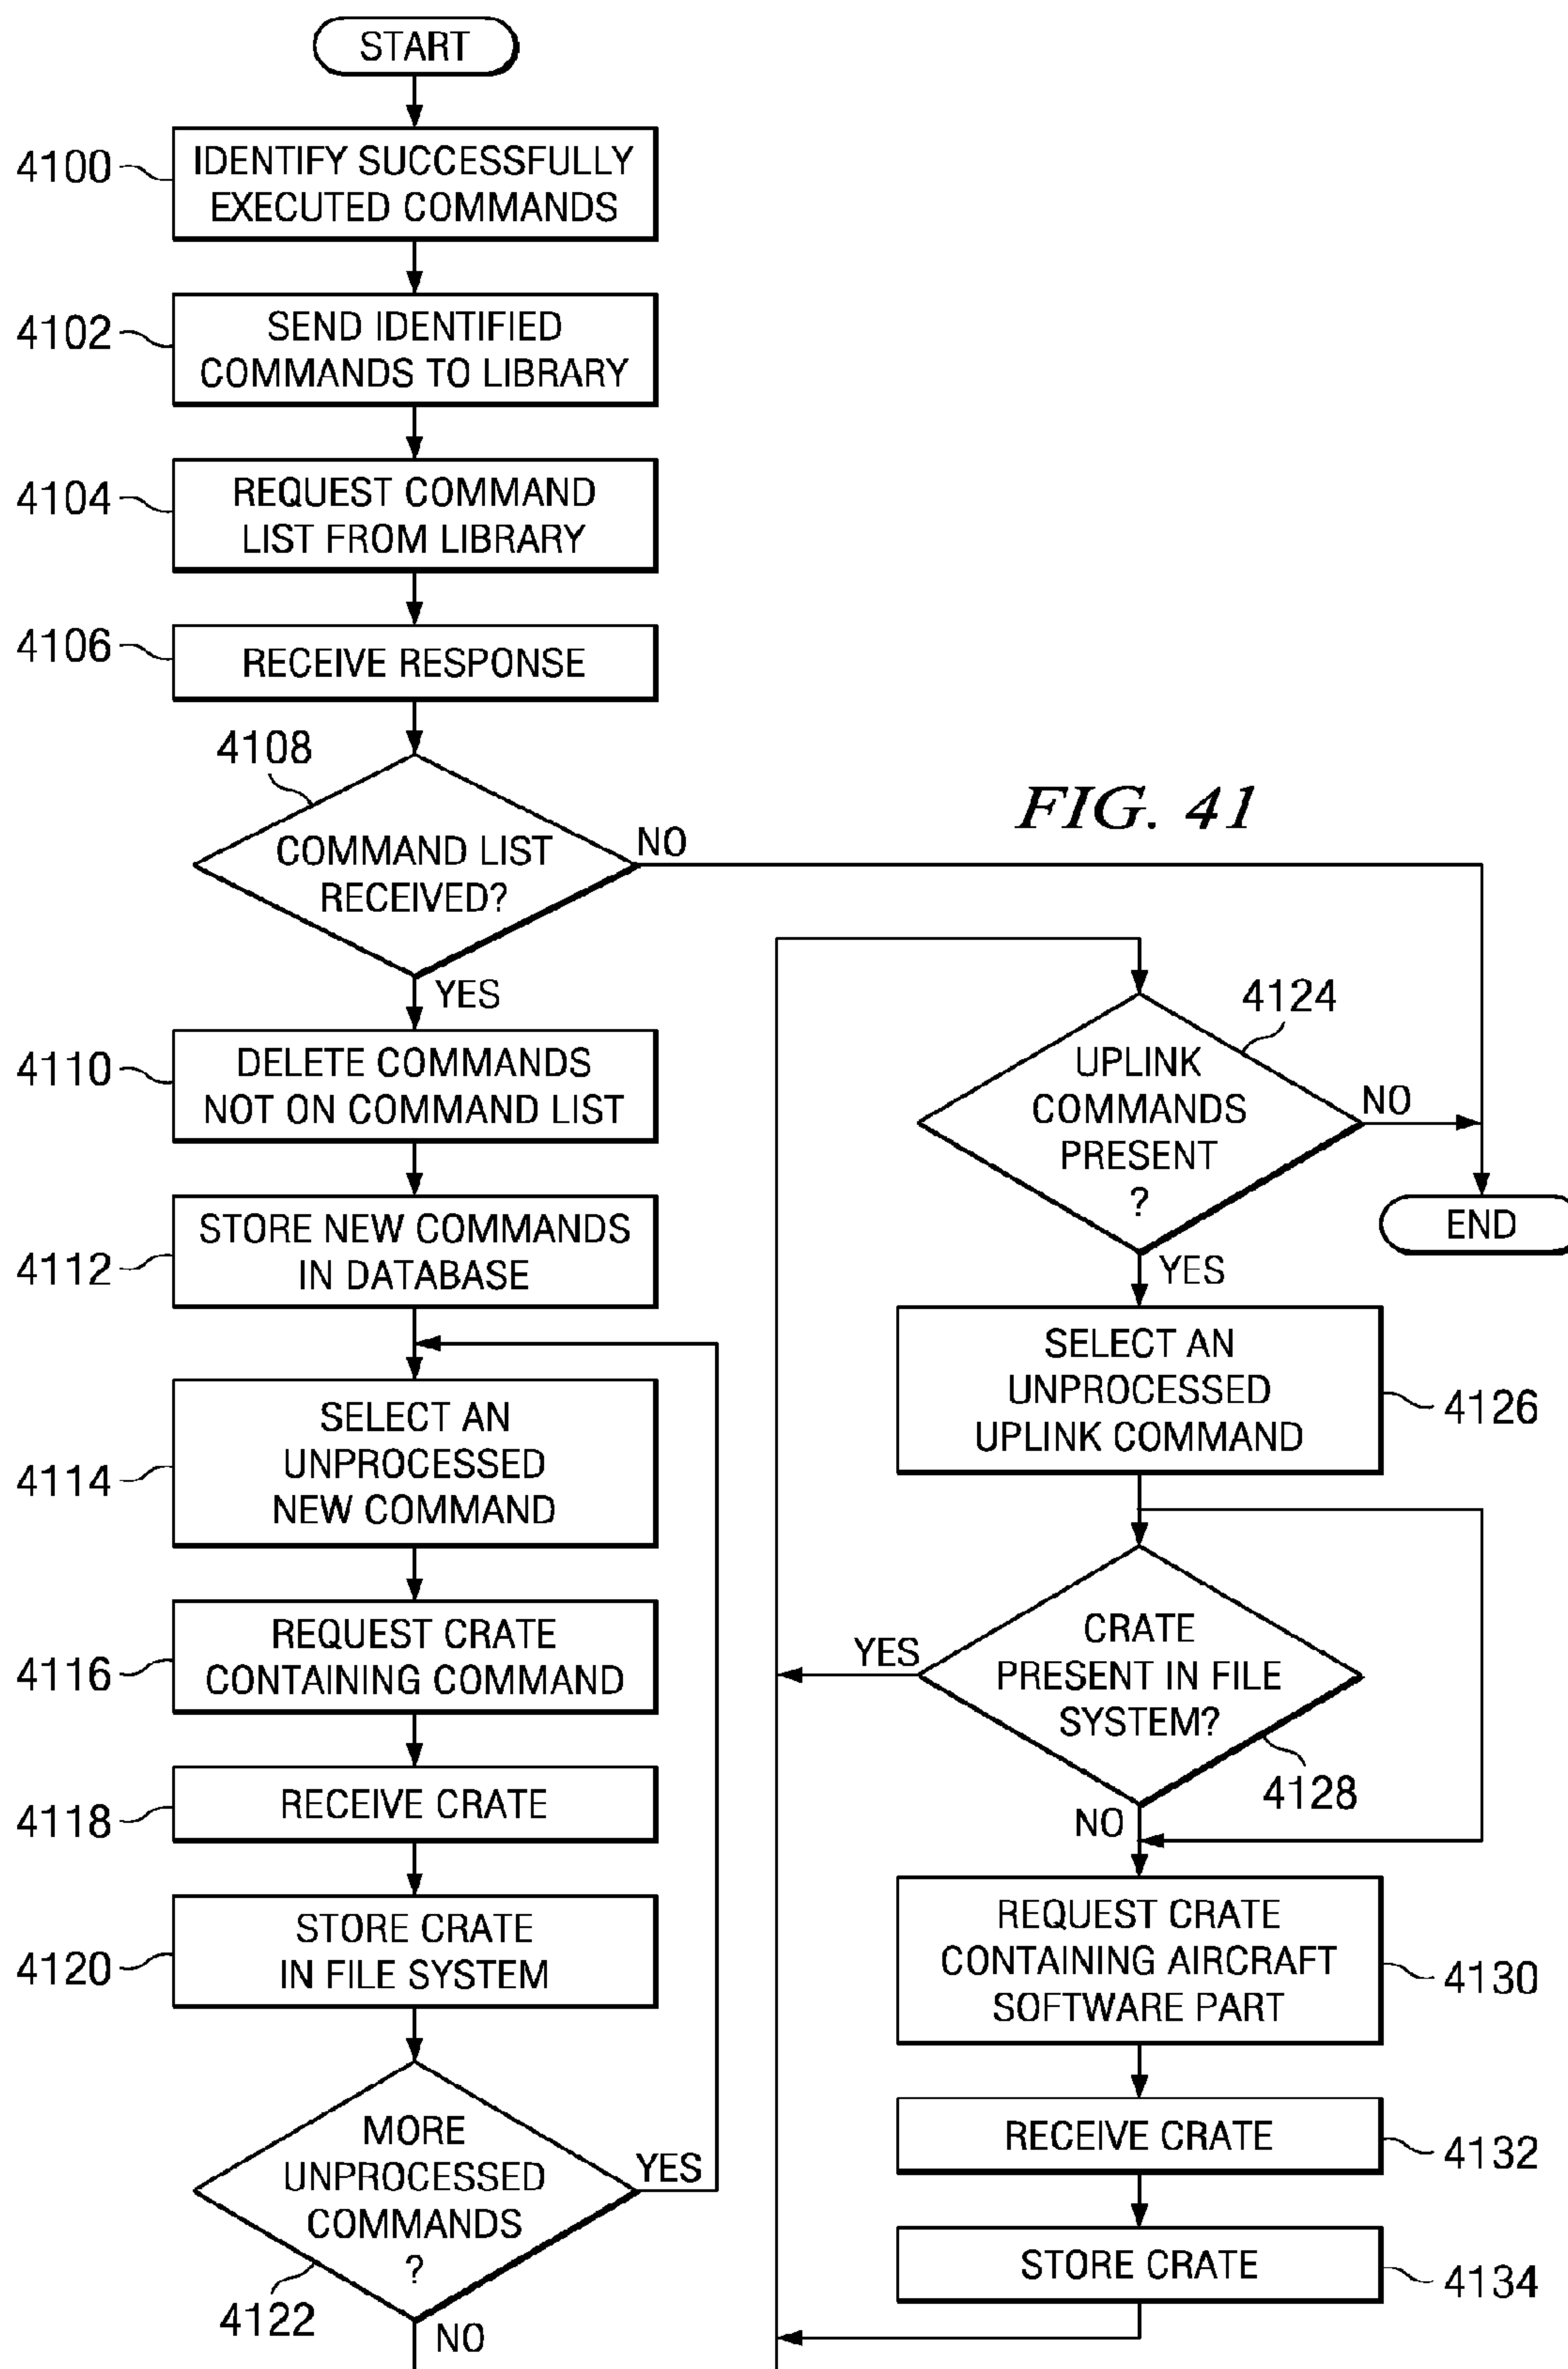 START
4100
IDENTIFY SUCCESSFULLY
EXECUTED COMMANDS
4102
SEND IDENTIFIED
COMMANDS TO LIBRARY
4104
REQUEST COMMAND
LIST FROM LIBRARY
4106
RECEIVE RESPONSE
4108
COMMAND LIST
RECEIVED?
NO
YES
4110
DELETE COMMANDS
NOT ON COMMAND LIST
4112
STORE NEW COMMANDS
IN DATABASE
4114
SELECT AN
UNPROCESSED
NEW COMMAND
4116
REQUEST CRATE
CONTAINING COMMAND
4118
RECEIVE CRATE
4120
STORE CRATE
IN FILE SYSTEM
MORE
UNPROCESSED
COMMANDS
?
YES
4122
NO
FIG. 41
4124
UPLINK
COMMANDS
PRESENT
?
NO
END
YES
SELECT AN
UNPROCESSED
UPLINK COMMAND
4126
CRATE
PRESENT IN FILE
SYSTEM?
YES
4128
NO
REQUEST CRATE
CONTAINING AIRCRAFT
SOFTWARE PART
4130
RECEIVE CRATE
4132
STORE CRATE
4134